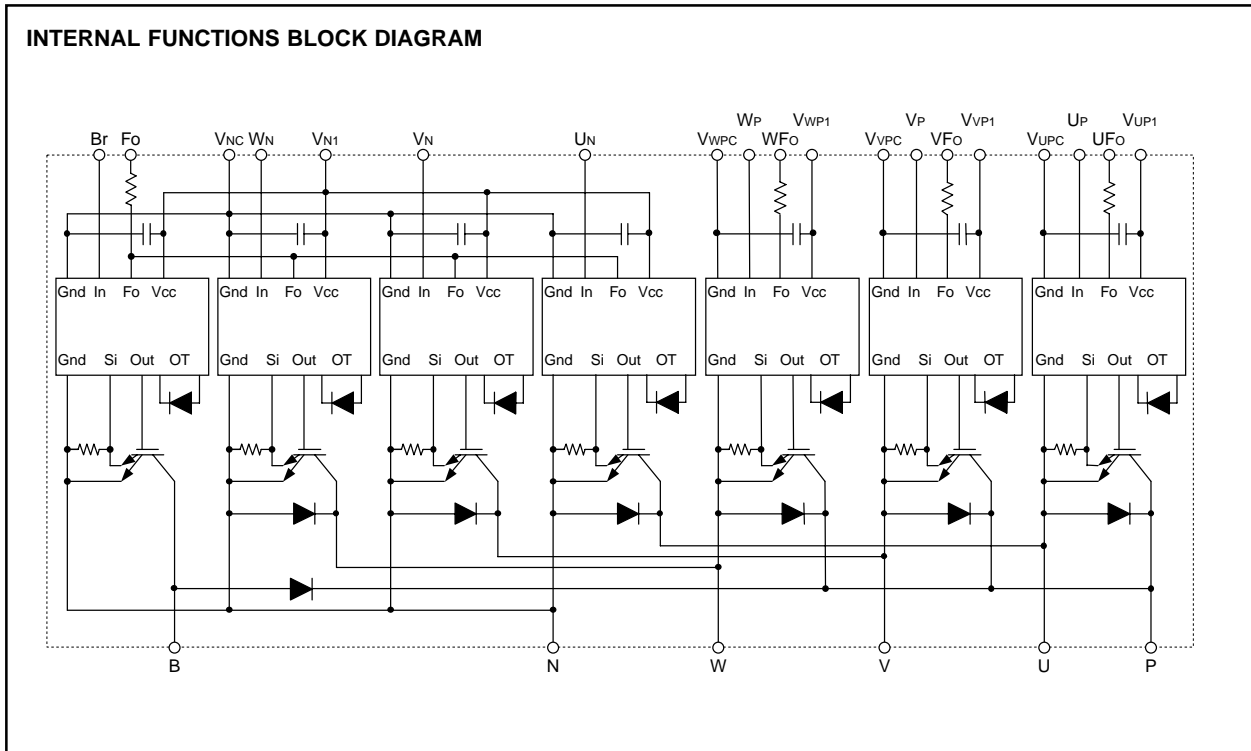 INTERNAL FUNCTIONS BLOCK DIAGRAM
WP VWP1 VP VVP1 UP VUP1
Br Fo VNC WN VN1 VN UN VWPC WFO VVPC VFO VUPC UFO
Gnd In Fo Vcc Gnd In Fo Vcc Gnd In Fo Vcc Gnd In Fo Vcc Gnd In Fo Vcc Gnd In Fo Vcc Gnd In Fo Vcc
Gnd Si Out OT Gnd Si Out OT Gnd Si Out OT Gnd Si Out OT Gnd Si Out OT Gnd Si Out OT Gnd Si Out OT
B N W V U P